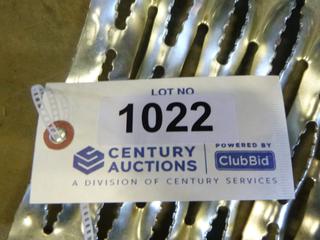 LOT NO
1022
CENTURY AUCTIONS
POWERED BY
ClubBid
A DIVISION OF CENTURY SERVICES